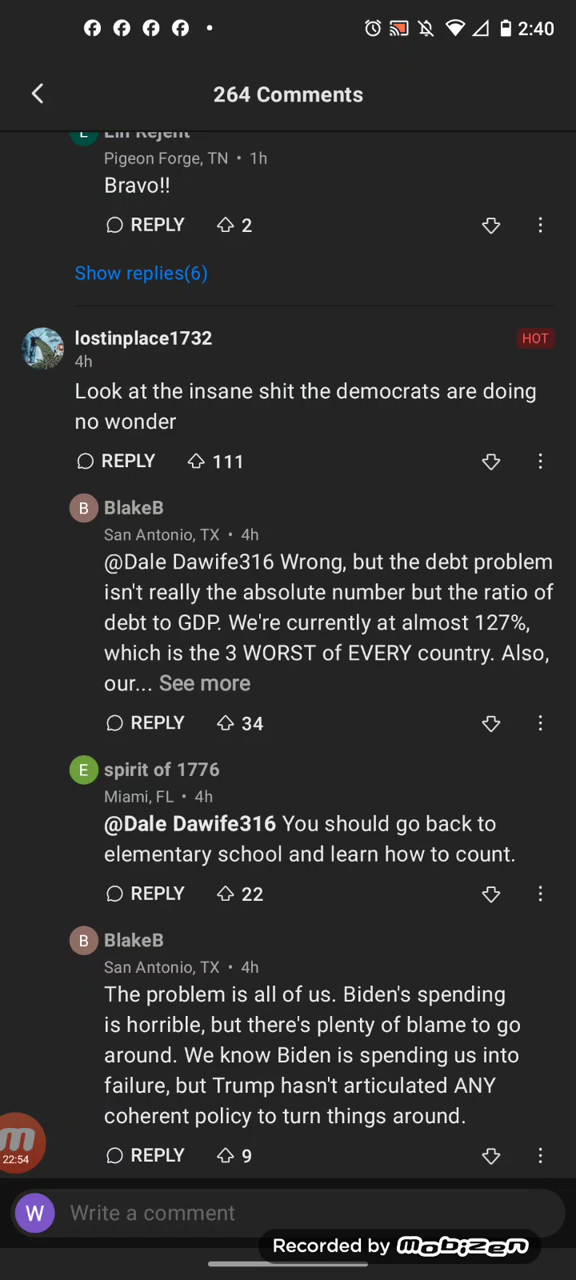 2:40
264 Comments
E Lin Rejent
Pigeon Forge, TN • 1h
Bravo!!
REPLY 2
Show replies(6)
lostinplace1732 HOT
4h
Look at the insane shit the democrats are doing
no wonder
REPLY 111
B BlakeB
San Antonio, TX • 4h
@Dale Dawife316 Wrong, but the debt problem
isn't really the absolute number but the ratio of
debt to GDP. We're currently at almost 127%,
which is the 3 WORST of EVERY country. Also,
our... See more
REPLY 34
E spirit of 1776
Miami, FL • 4h
@Dale Dawife316 You should go back to
elementary school and learn how to count.
REPLY 22
B BlakeB
San Antonio, TX • 4h
The problem is all of us. Biden's spending
is horrible, but there's plenty of blame to go
around. We know Biden is spending us into
failure, but Trump hasn't articulated ANY
coherent policy to turn things around.
22:54
REPLY 9
W Write a comment
Recorded by mobizen